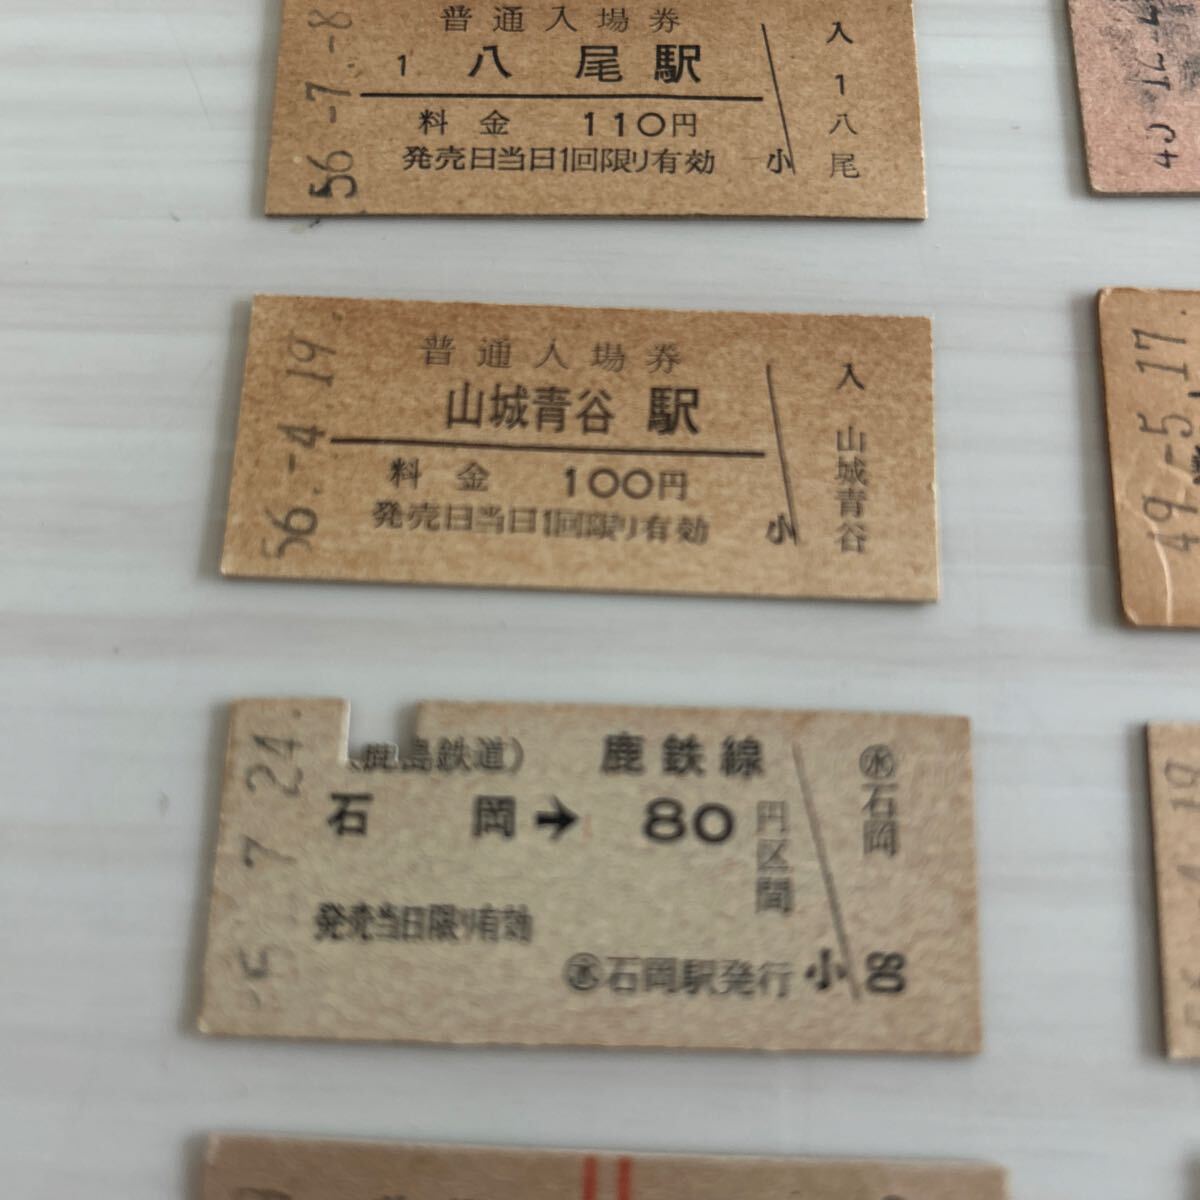 56-7.-8
普通入場券
1 八尾駅
料金 110円
発売日当日1回限り有効
小
入
1
八尾
56.-4.19.
普通入場券
山城青谷駅
料金 100円
発売日当日1回限り有効
小
入
山城青谷
7 24.
鹿島鉄道) 鹿鉄線
石岡➔80円区間
発売当日限り有効
石岡駅発行
小
石岡
80
49.-5.17.